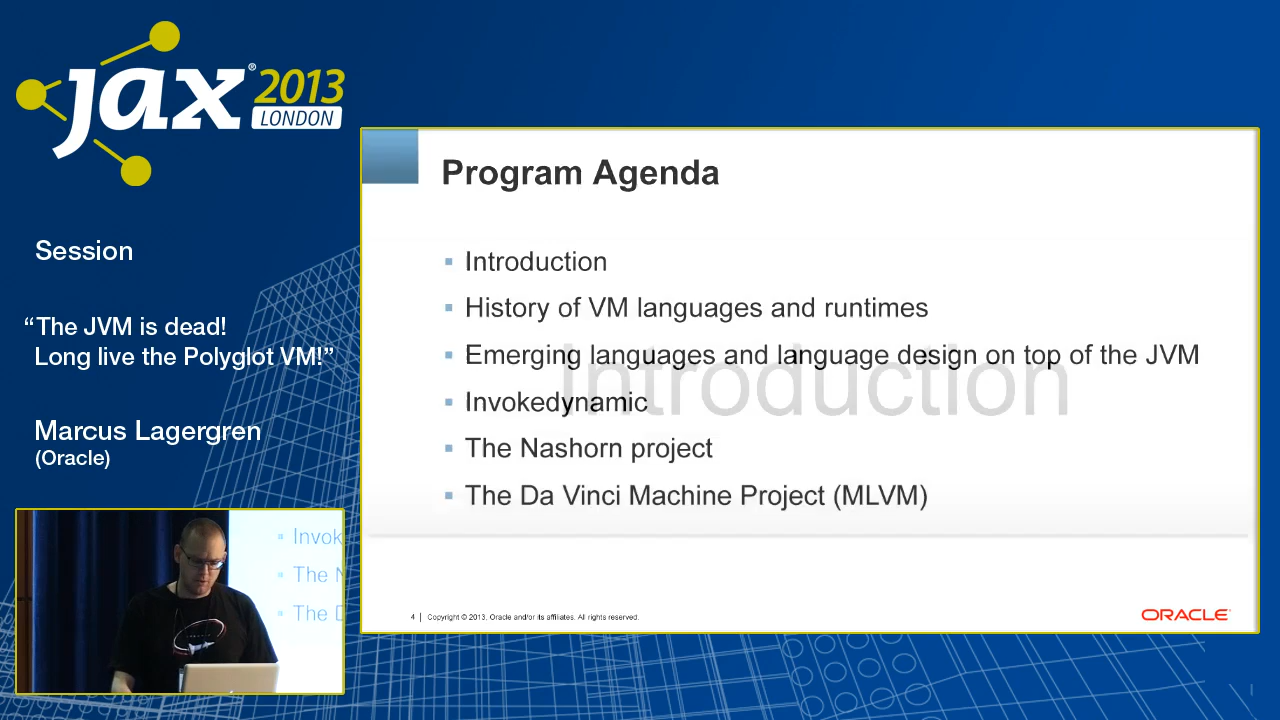 jax® 2013
LONDON
Session
“The JVM is dead!
Long live the Polyglot VM!”
Marcus Lagergren
(Oracle)
Program Agenda
Introduction
▪ Introduction
▪ History of VM languages and runtimes
▪ Emerging languages and language design on top of the JVM
▪ Invokedynamic
▪ The Nashorn project
▪ The Da Vinci Machine Project (MLVM)
4 | Copyright © 2013, Oracle and/or its affiliates. All rights reserved.
ORACLE®
▪ Invok
▪ The N
▪ The D